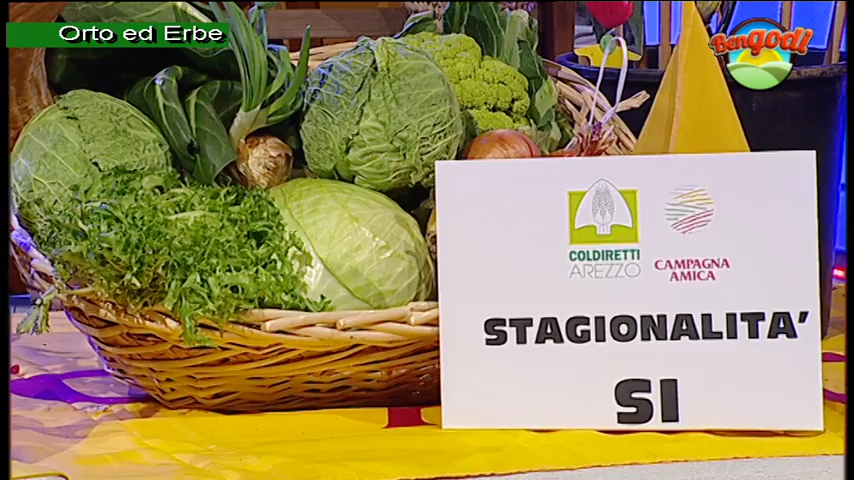 Orto ed Erbe
BENGODI
COLDIRETTI
AREZZO
CAMPAGNA
AMICA
STAGIONALITA'
SI